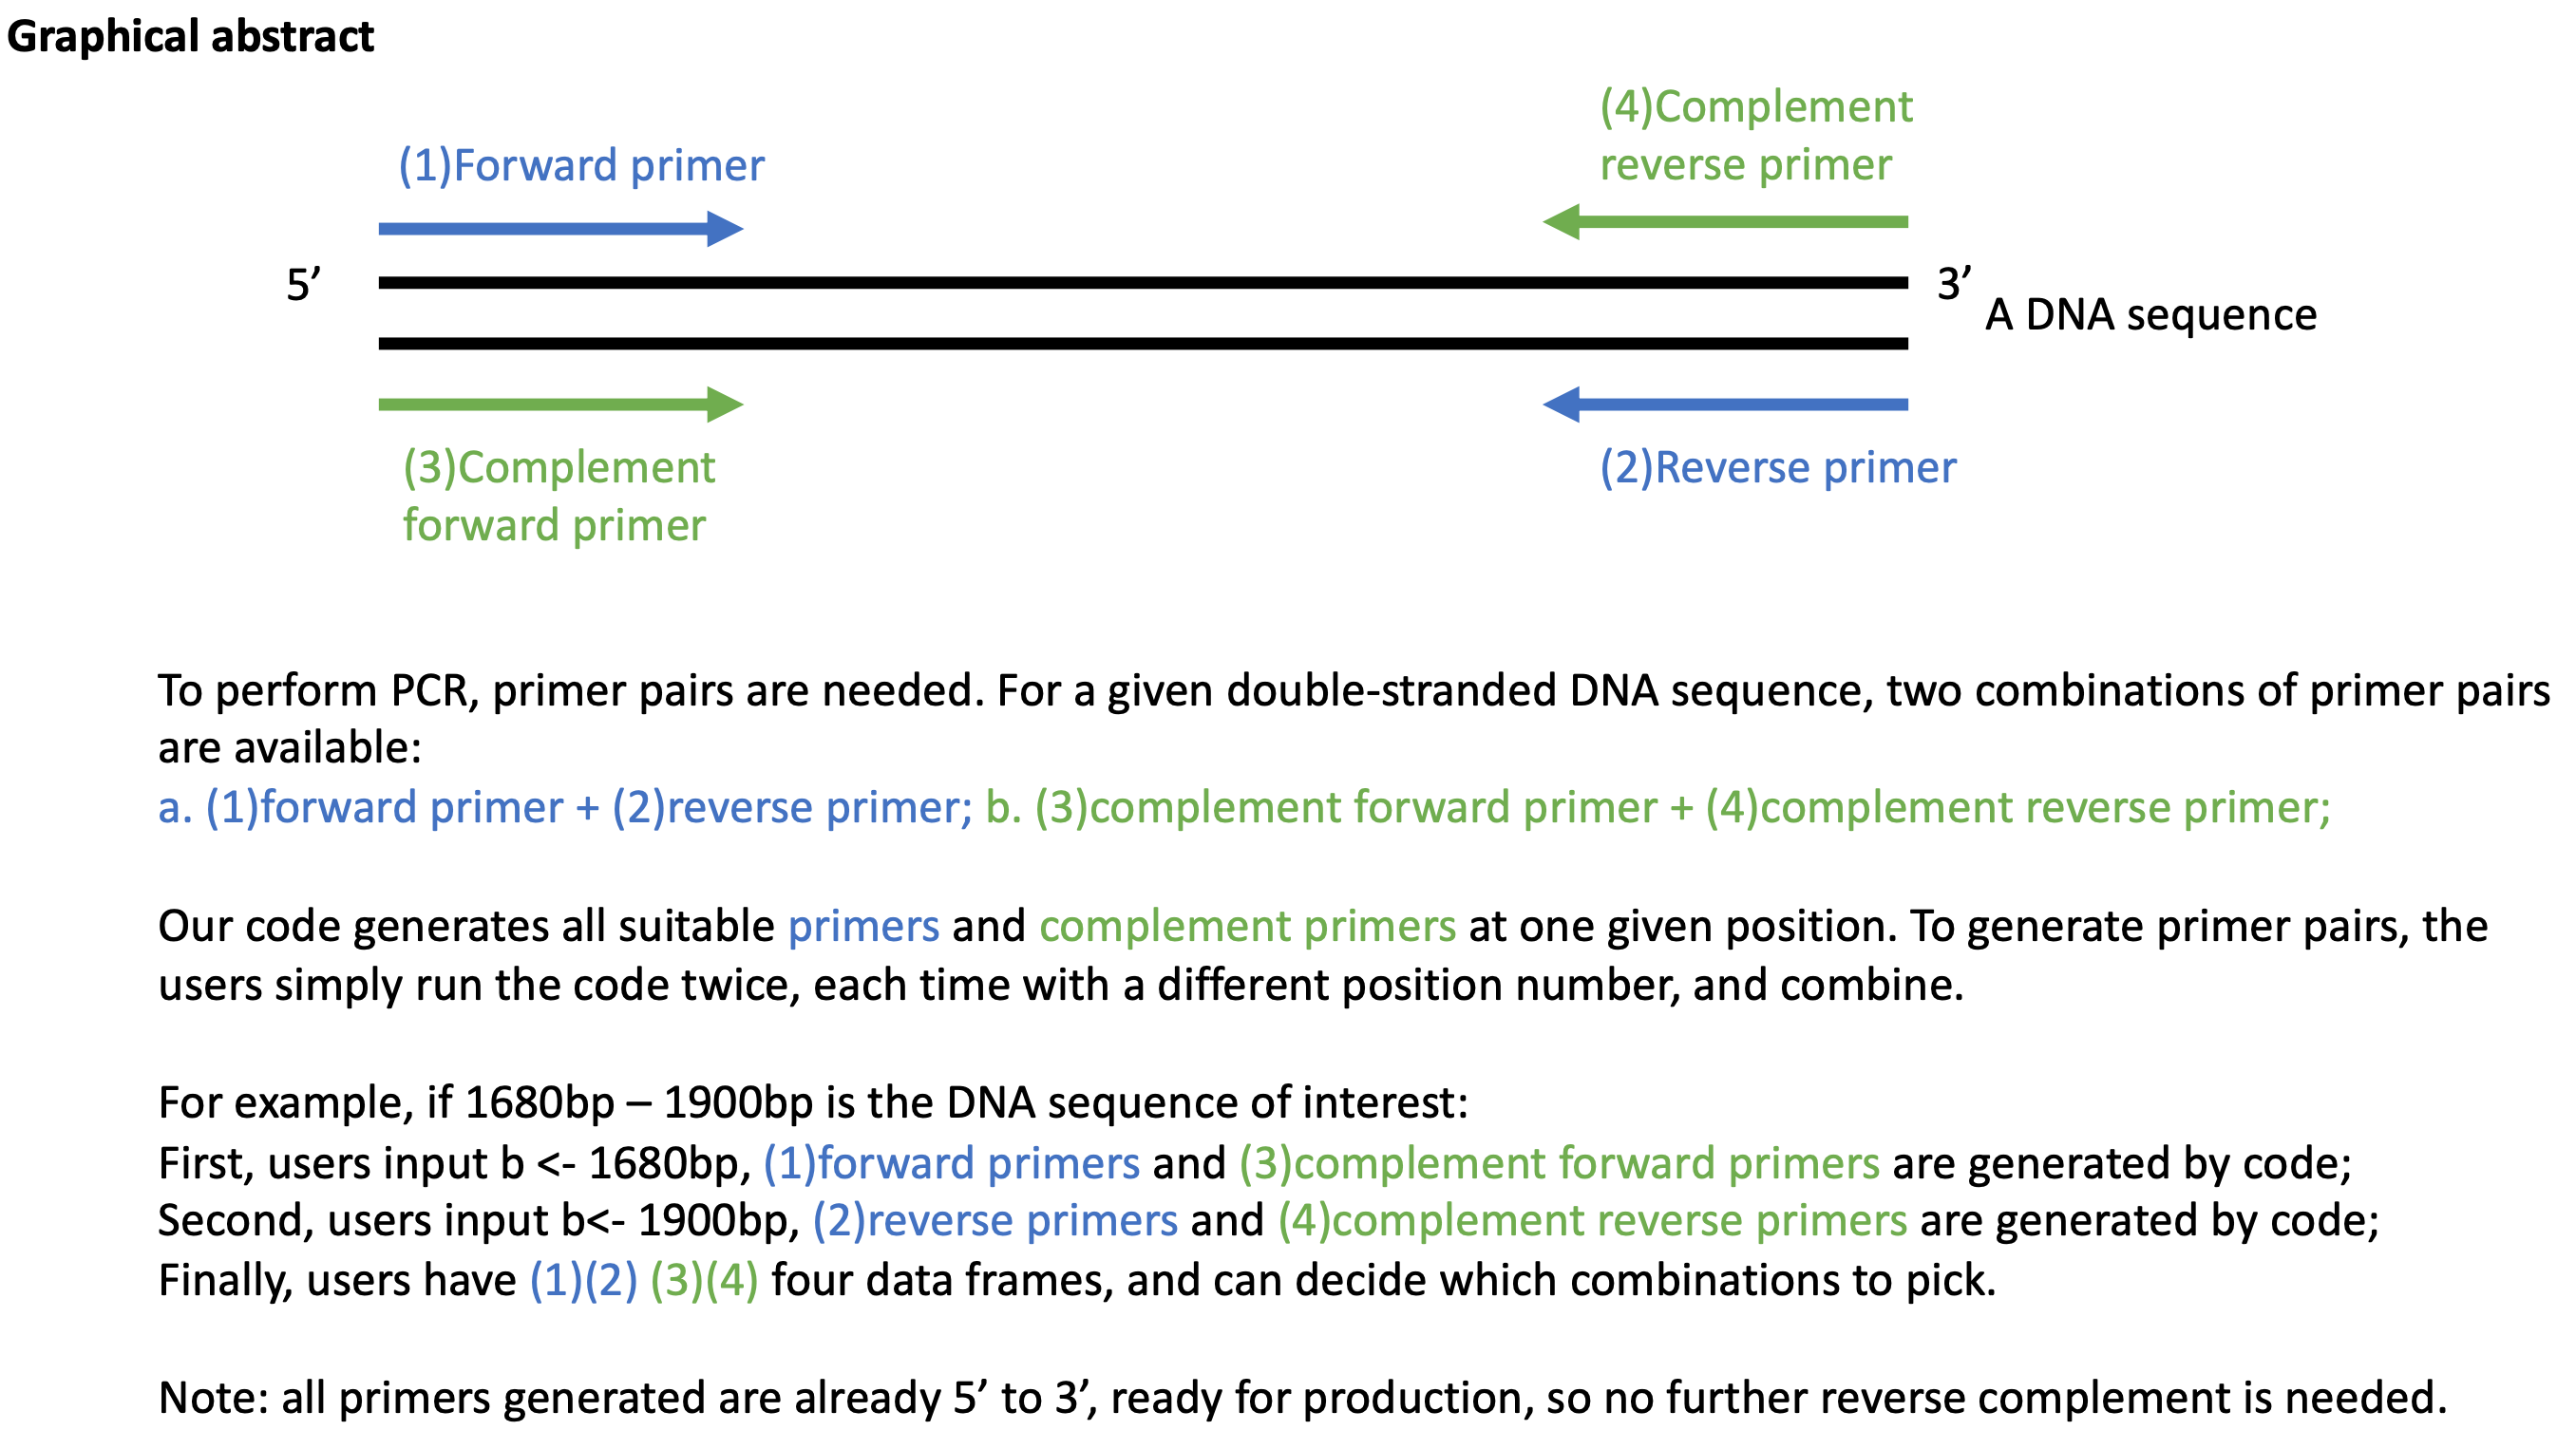 Graphical abstract
(4)Complement
reverse primer
(1)Forward primer
5’
3’
A DNA sequence
(3)Complement
forward primer
(2)Reverse primer
To perform PCR, primer pairs are needed. For a given double-stranded DNA sequence, two combinations of primer pairs
are available:
a. (1)forward primer + (2)reverse primer; b. (3)complement forward primer + (4)complement reverse primer;
Our code generates all suitable primers and complement primers at one given position. To generate primer pairs, the
users simply run the code twice, each time with a different position number, and combine.
For example, if 1680bp – 1900bp is the DNA sequence of interest:
First, users input b <- 1680bp, (1)forward primers and (3)complement forward primers are generated by code;
Second, users input b<- 1900bp, (2)reverse primers and (4)complement reverse primers are generated by code;
Finally, users have (1)(2) (3)(4) four data frames, and can decide which combinations to pick.
Note: all primers generated are already 5’ to 3’, ready for production, so no further reverse complement is needed.